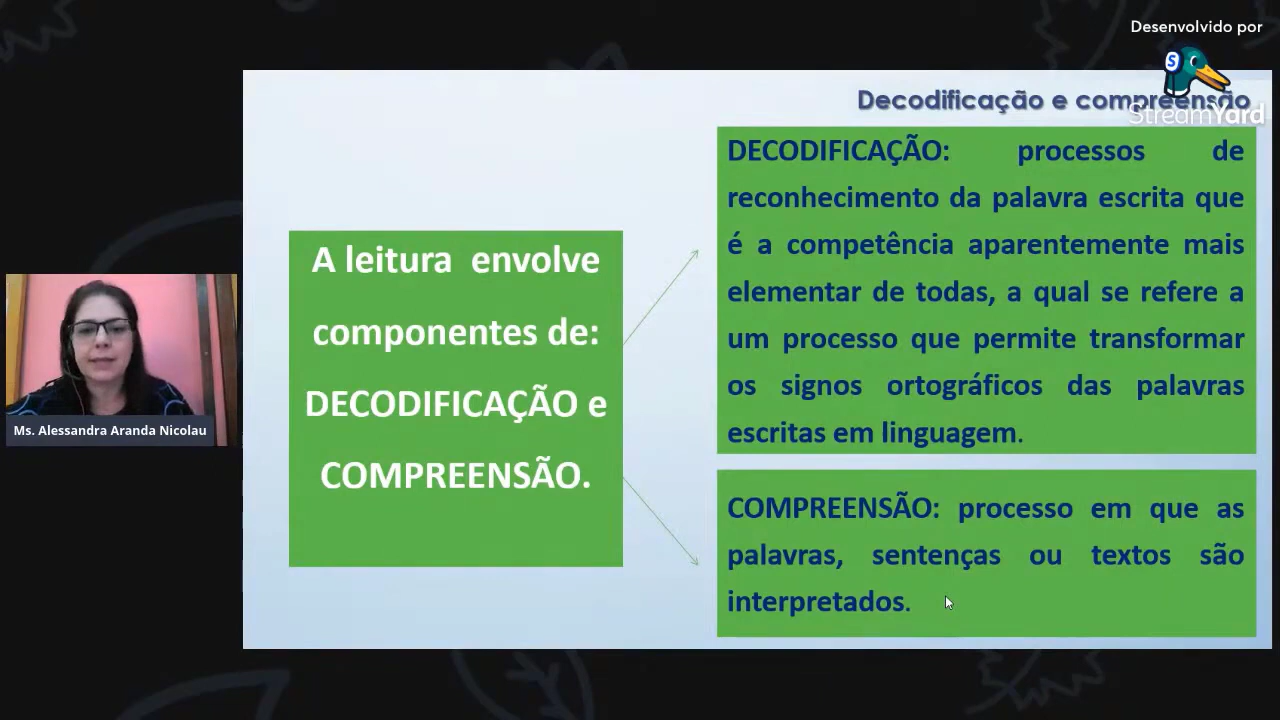 Desenvolvido por
StreamYard
Decodificação e compreensão
A leitura envolve
componentes de:
DECODIFICAÇÃO e
COMPREENSÃO.
DECODIFICAÇÃO: processos de
reconhecimento da palavra escrita que
é a competência aparentemente mais
elementar de todas, a qual se refere a
um processo que permite transformar
os signos ortográficos das palavras
escritas em linguagem.
COMPREENSÃO: processo em que as
palavras, sentenças ou textos são
interpretados.
Ms. Alessandra Aranda Nicolau